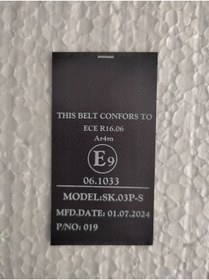 THIS BELT CONFORS TO
ECE R16.06
Ar4m
E9
06.1033
MODEL:SK.03P-S
MFD.DATE: 01.07.2024
P/NO: 019